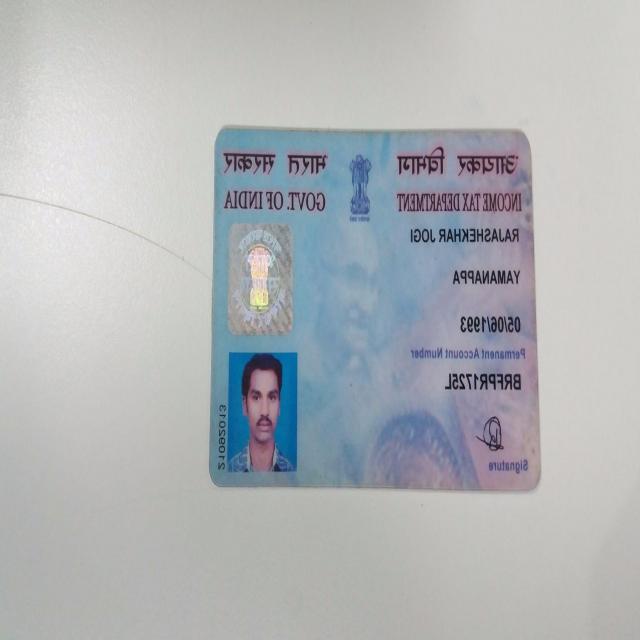 आयकर विभाग भारत सरकार
INCOME TAX DEPARTMENT GOVT. OF INDIA
RAJASHEKHAR JOGI
YAMANAPPA
05/06/1993
Permanent Account Number
BRFPR1725L
Signature
21092013